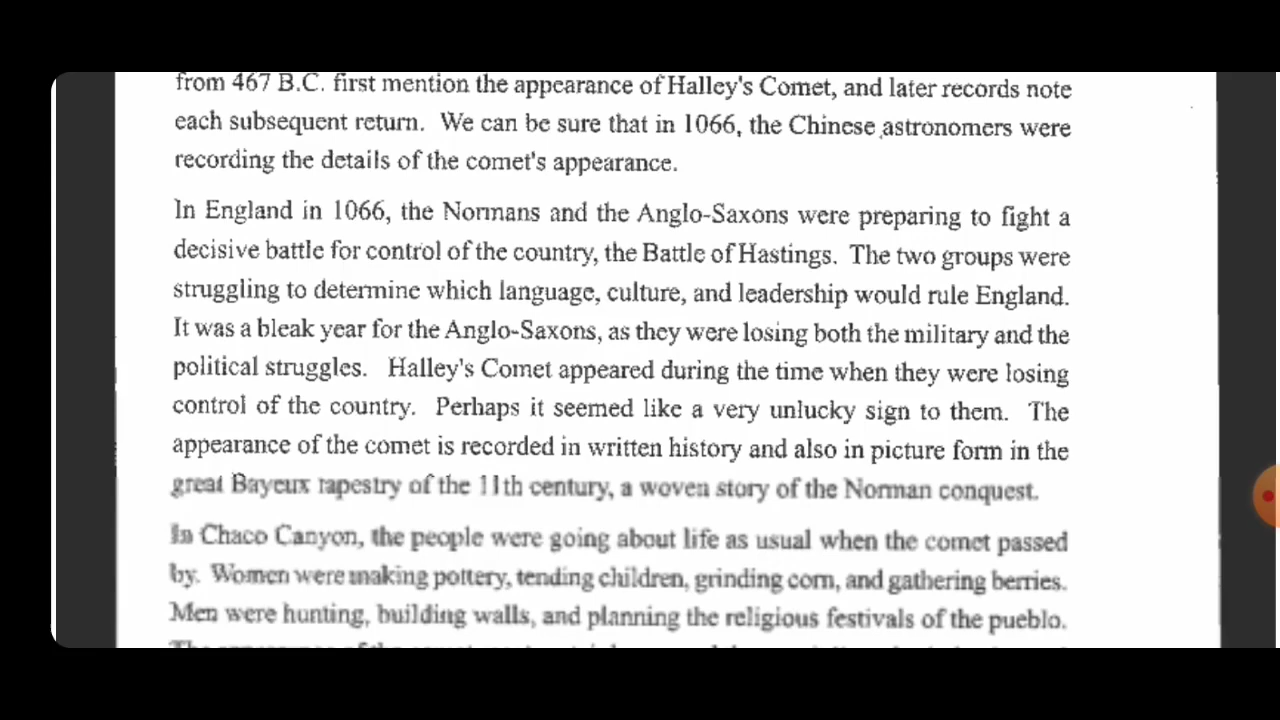 from 467 B.C. first mention the appearance of Halley's Comet, and later records note
each subsequent return. We can be sure that in 1066, the Chinese astronomers were
recording the details of the comet's appearance.
In England in 1066, the Normans and the Anglo-Saxons were preparing to fight a
decisive battle for control of the country, the Battle of Hastings. The two groups were
struggling to determine which language, culture, and leadership would rule England.
It was a bleak year for the Anglo-Saxons, as they were losing both the military and the
political struggles. Halley's Comet appeared during the time when they were losing
control of the country. Perhaps it seemed like a very unlucky sign to them. The
appearance of the comet is recorded in written history and also in picture form in the
great Bayeux tapestry of the 11th century, a woven story of the Norman conquest.
In Chaco Canyon, the people were going about life as usual when the comet passed
by. Women were making pottery, tending children, grinding corn, and gathering berries.
Men were hunting, building walls, and planning the religious festivals of the pueblo.